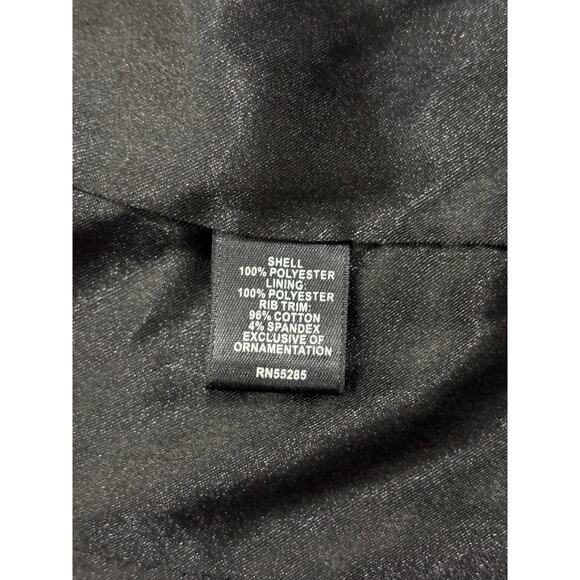 SHELL
100% POLYESTER
LINING:
100% POLYESTER
RIB TRIM:
96% COTTON
4% SPANDEX
EXCLUSIVE OF
ORNAMENTATION
RN55285